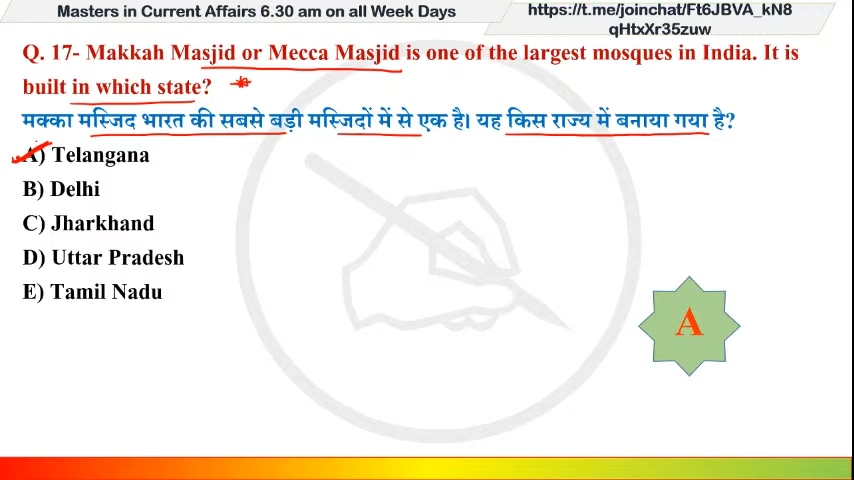 Masters in Current Affairs 6.30 am on all Week Days
https://t.me/joinchat/Ft6JBVA_kN8
qHtxXr35zuw
Q. 17- Makkah Masjid or Mecca Masjid is one of the largest mosques in India. It is
built in which state?
मक्का मस्जिद भारत की सबसे बड़ी मस्जिदों में से एक है। यह किस राज्य में बनाया गया है?
A) Telangana
B) Delhi
C) Jharkhand
D) Uttar Pradesh
E) Tamil Nadu
A